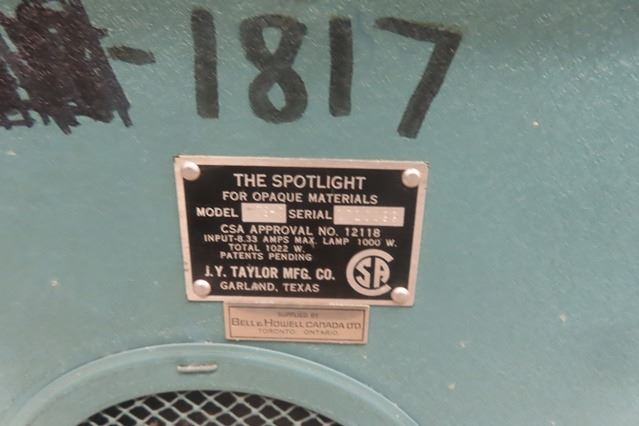 -1817
THE SPOTLIGHT
FOR OPAQUE MATERIALS
MODEL SERIAL
CSA APPROVAL NO. 12118
INPUT-8.33 AMPS MAX. LAMP 1000 W.
TOTAL 1022 W.
PATENTS PENDING
J.Y. TAYLOR MFG. CO.
GARLAND, TEXAS
CSA
SUPPLIED BY
BELL & HOWELL CANADA LTD.
TORONTO, ONTARIO.